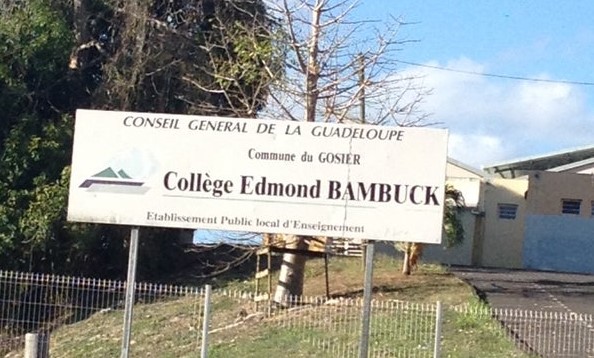 CONSEIL GENERAL DE LA GUADELOUPE
Commune du GOSIER
Collège Edmond BAMBUCK
Etablissement Public local d'Enseignement